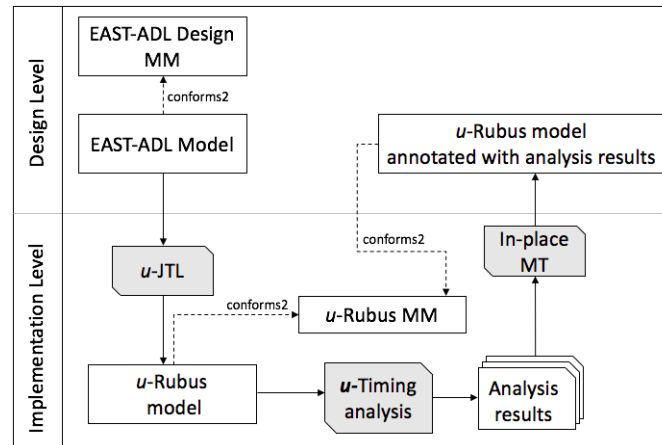 Design Level
EAST-ADL Design
MM
conforms2
EAST-ADL Model
u-Rubus model
annotated with analysis results
Implementation Level
u-JTL
conforms2
In-place
MT
conforms2
u-Rubus MM
u-Rubus
model
u-Timing
analysis
Analysis
results